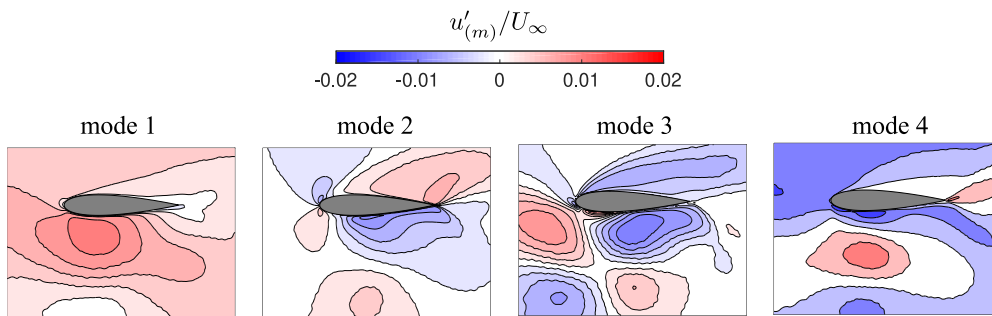 u′(m)/U∞
-0.02 -0.01 0 0.01 0.02
mode 1 mode 2 mode 3 mode 4